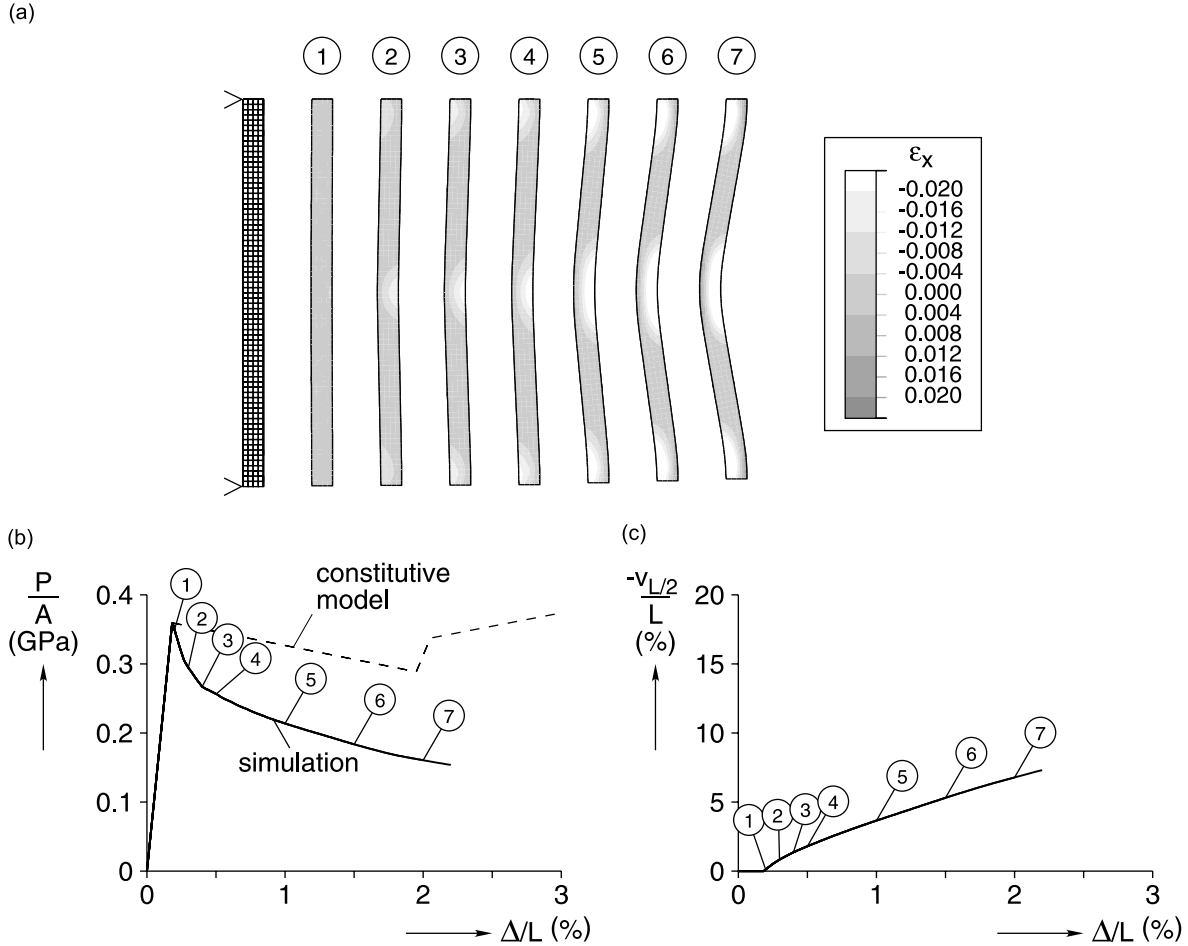 (a)
1 2 3 4 5 6 7
εx
-0.020
-0.016
-0.012
-0.008
-0.004
0.000
0.004
0.008
0.012
0.016
0.020
(b)
P
A
(GPa)
0.4
0.3
0.2
0.1
0
constitutive
model
1
2
3
4
5
6
7
simulation
0 1 2 3
Δ/L (%)
(c)
-vL/2
L
(%)
20
15
10
5
0
1
2
3
4
5
6
7
0 1 2 3
Δ/L (%)